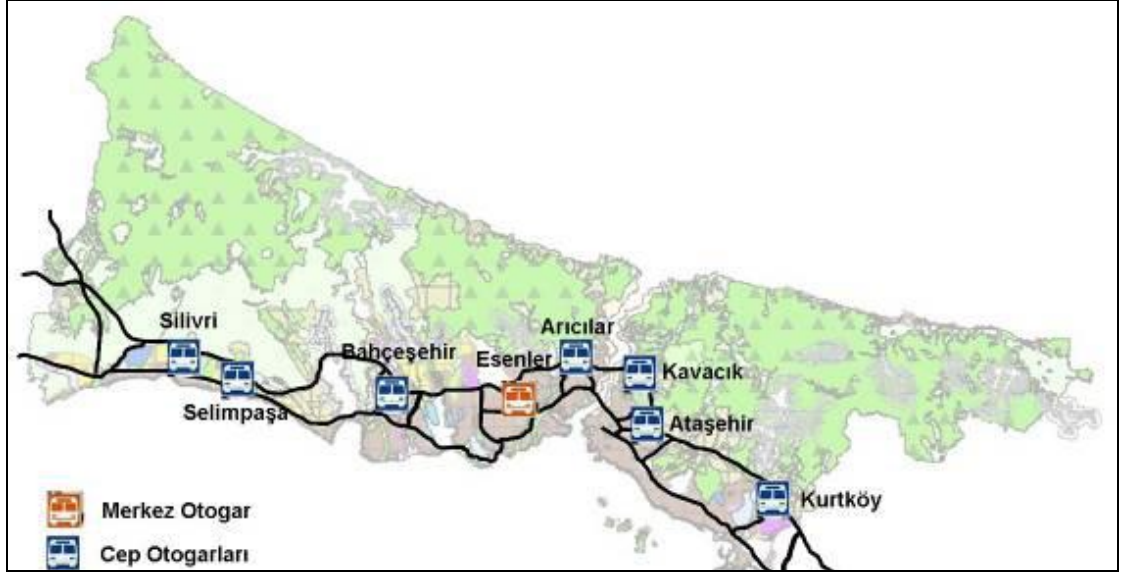 Silivri
Selimpaşa
Bahçeşehir
Esenler
Arıcılar
Kavacık
Ataşehir
Kurtköy
Merkez Otogar
Cep Otogarları